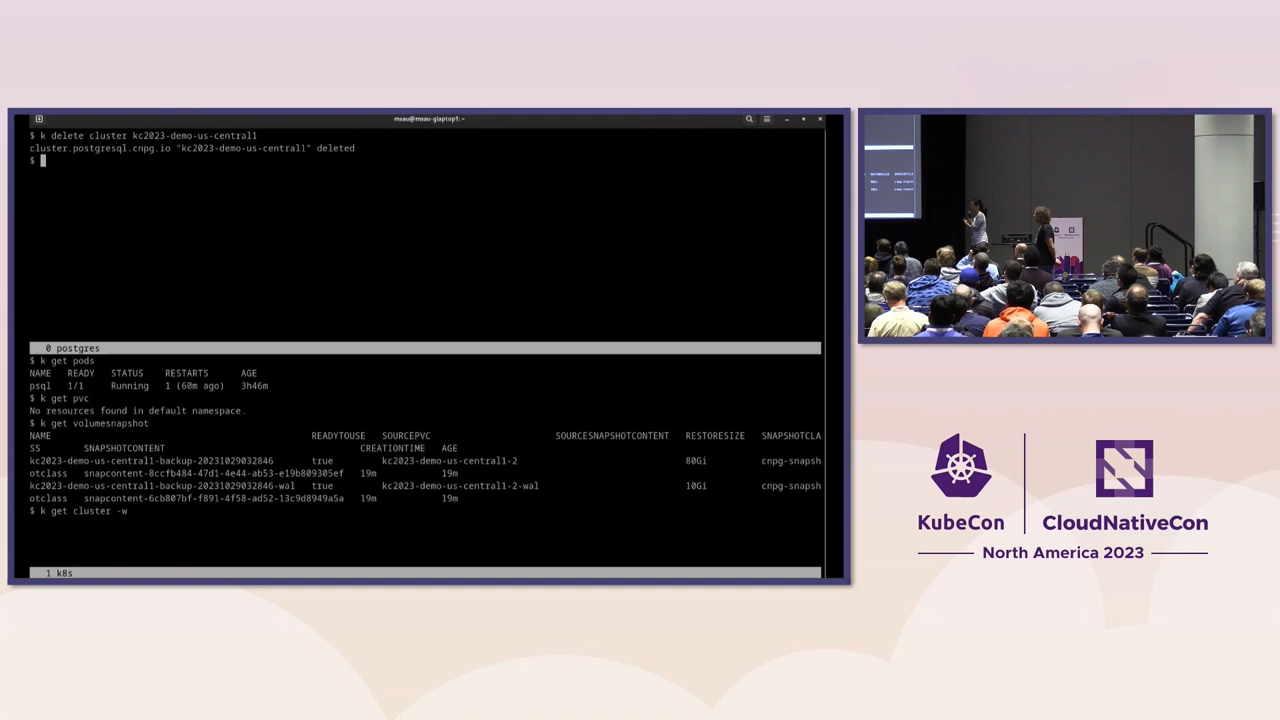 msau@msau-glaptop1:~
$ k delete cluster kc2023-demo-us-central1
cluster.postgresql.cnpg.io "kc2023-demo-us-central1" deleted
$
0 postgres
$ k get pods
NAME READY STATUS RESTARTS AGE
psql 1/1 Running 1 (60m ago) 3h46m
$ k get pvc
No resources found in default namespace.
$ k get volumesnapshot
NAME READYTOUSE SOURCEPVC SOURCESNAPSHOTCONTENT RESTORESIZE SNAPSHOTCLA
SS SNAPSHOTCONTENT CREATIONTIME AGE
kc2023-demo-us-central1-backup-20231029032846 true kc2023-demo-us-central1-2 80Gi cnpg-snapsh
otclass snapcontent-8ccfb484-47d1-4e44-ab53-e19b809305ef 19m 19m
kc2023-demo-us-central1-backup-20231029032846-wal true kc2023-demo-us-central1-2-wal 10Gi cnpg-snapsh
otclass snapcontent-6cb807bf-f891-4f58-ad52-13c9d8949a5a 19m 19m
$ k get cluster -w
1 k8s
KubeCon
CloudNativeCon
North America 2023